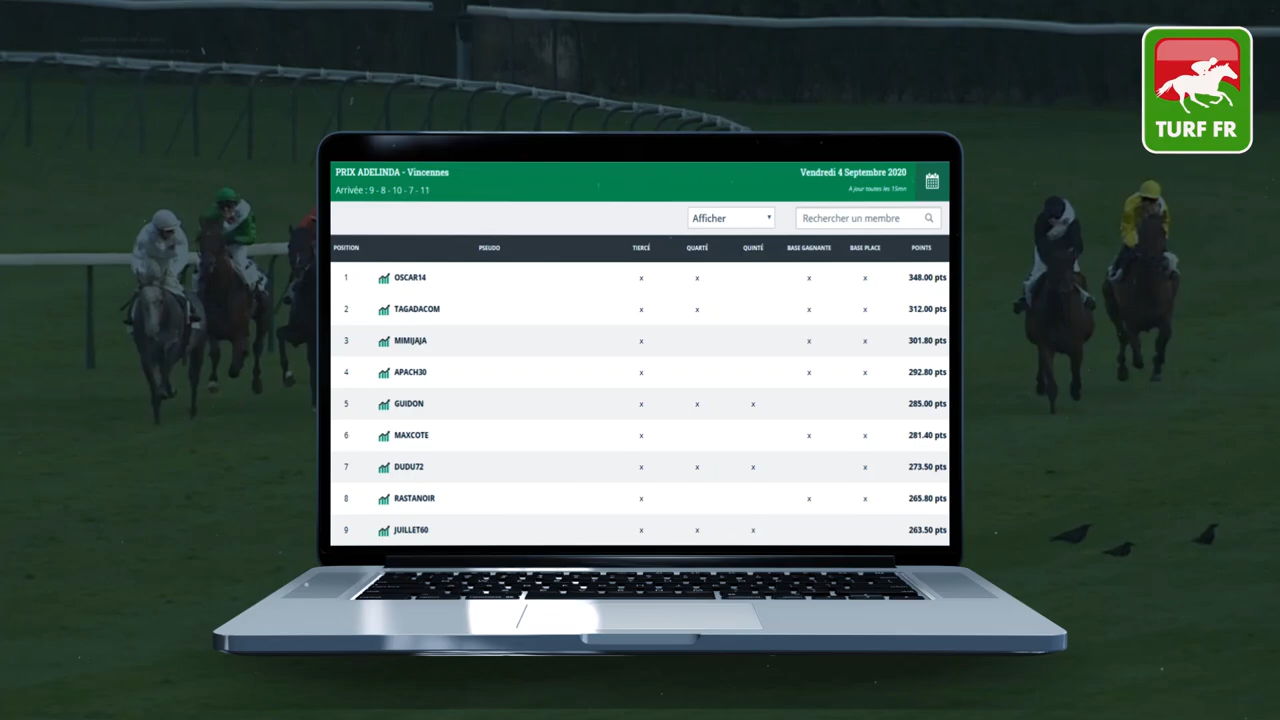 TURF FR
PRIX ADELINDA - Vincennes
Vendredi 4 Septembre 2020
Arrivée : 9 - 8 - 10 - 7 - 11
A jour toutes les 15mn
Afficher
Rechercher un membre
POSITION PSEUDO TIERCÉ QUARTÉ QUINTÉ BASE GAGNANTE BASE PLACE POINTS
1 OSCAR14 x x x x 348.00 pts
2 TAGADACOM x x x x 312.00 pts
3 MIMIJAJA x x x 301.80 pts
4 APACH30 x x x 292.80 pts
5 GUIDON x x x 285.00 pts
6 MAXCOTE x x x 281.40 pts
7 DUDU72 x x x x 273.50 pts
8 RASTANOIR x x x 265.80 pts
9 JUILLET60 x x x 263.50 pts